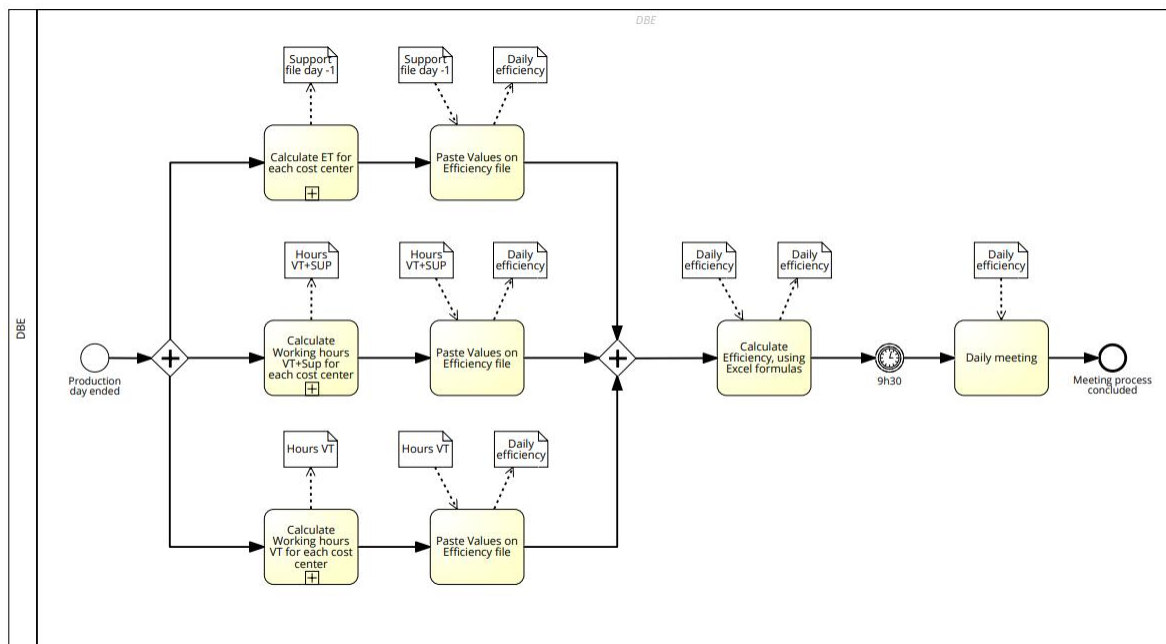 DBE
DBE
Support
file day -1
Support
file day -1
Daily
efficiency
Calculate ET for
each cost center
Paste Values on
Efficiency file
Hours
VT+SUP
Hours
VT+SUP
Daily
efficiency
Daily
efficiency
Daily
efficiency
Daily
efficiency
Production
day ended
Calculate
Working hours
VT+Sup for
each cost center
Paste Values on
Efficiency file
Calculate
Efficiency, using
Excel formulas
9h30
Daily meeting
Meeting process
concluded
Hours VT
Hours VT
Daily
efficiency
Calculate
Working hours
VT for each cost
center
Paste Values on
Efficiency file